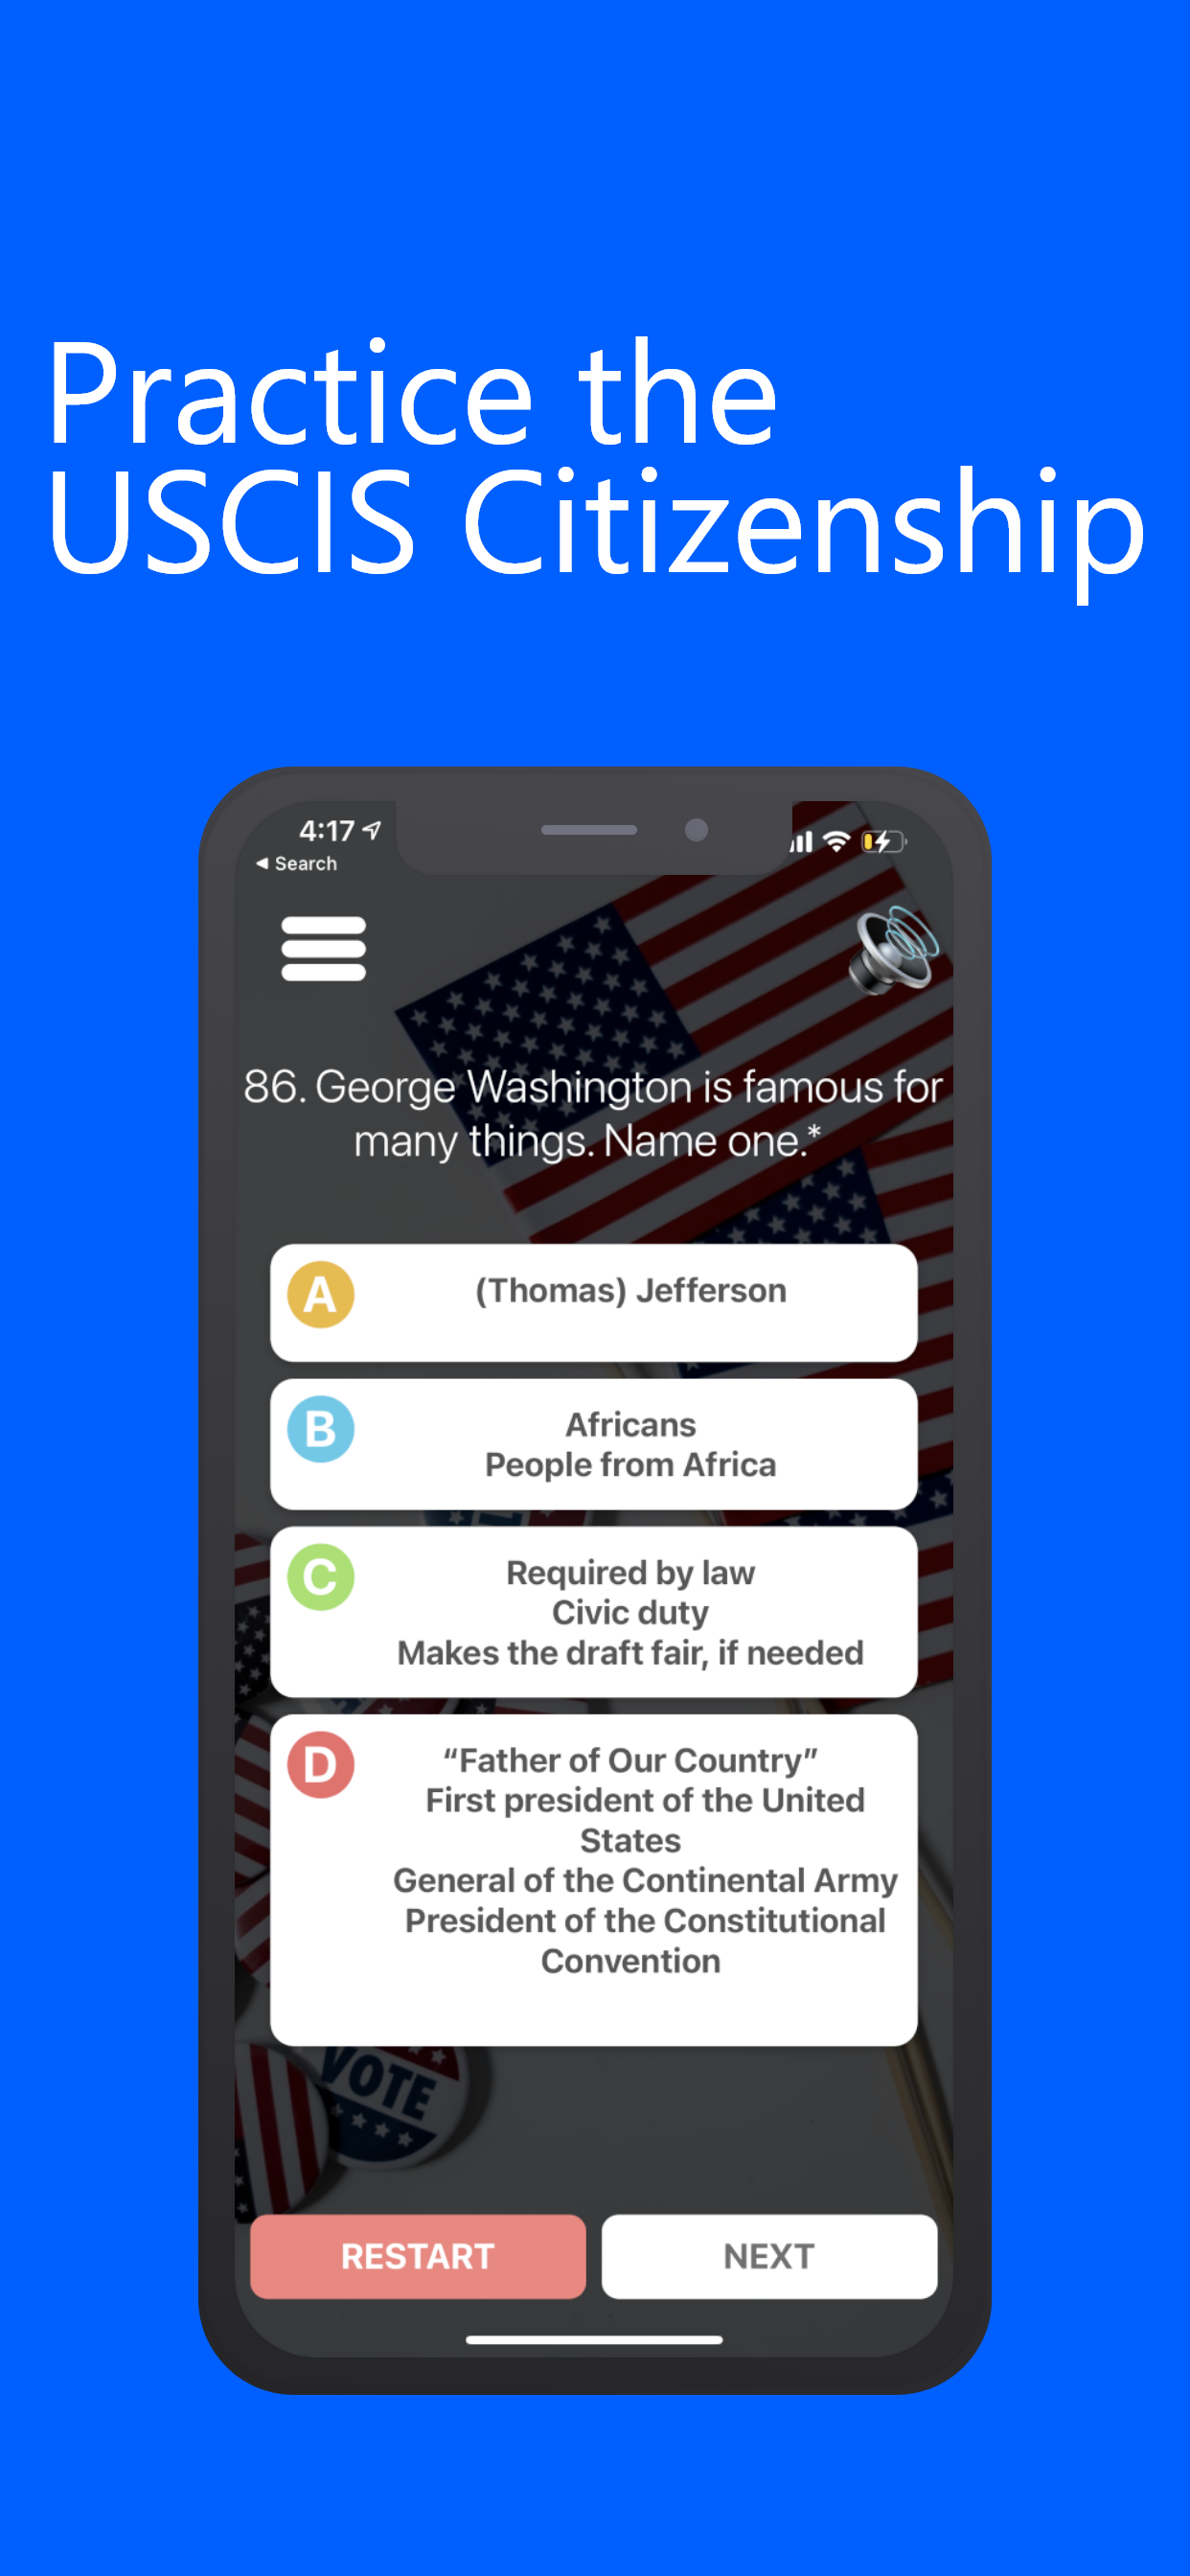 Practice the
USCIS Citizenship
4:17
◀ Search
86. George Washington is famous for
many things. Name one.*
A
(Thomas) Jefferson
B
Africans
People from Africa
C
Required by law
Civic duty
Makes the draft fair, if needed
D
“Father of Our Country”
First president of the United
States
General of the Continental Army
President of the Constitutional
Convention
VOTE
RESTART
NEXT